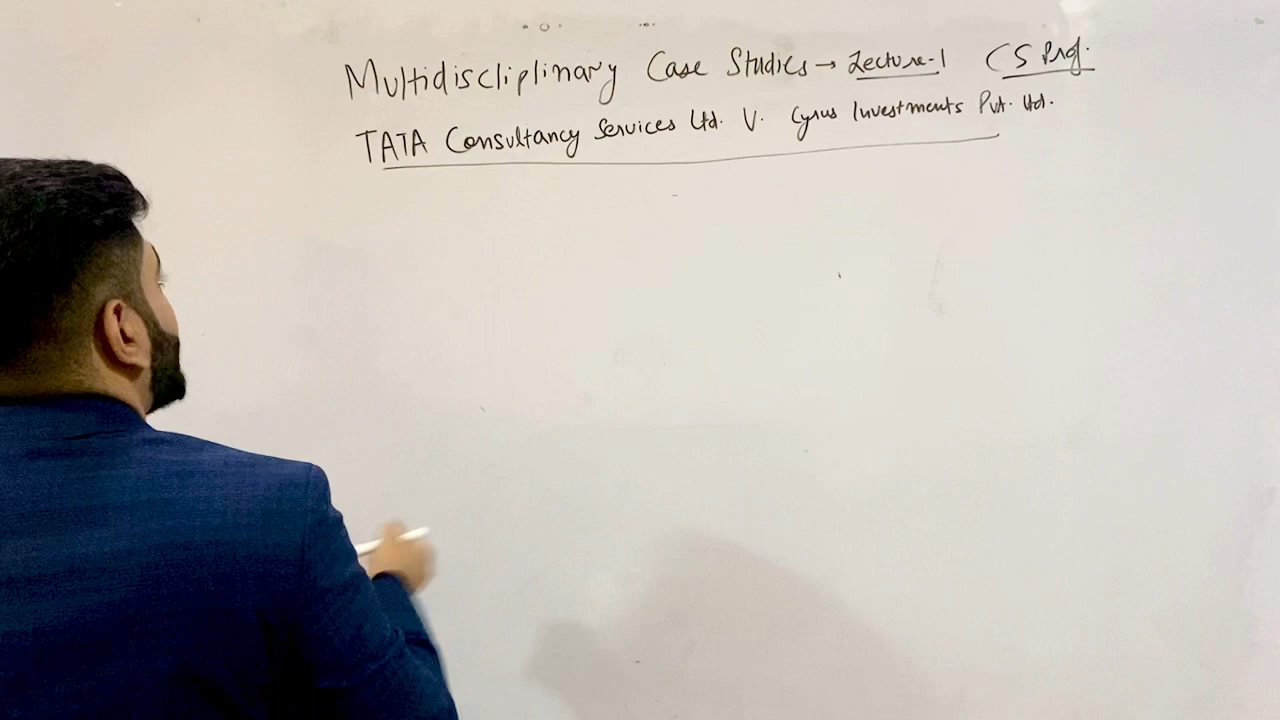 Multidiscliplinary Case Studies → Lecture-1 CS Prof.
TATA Consultancy Services Ltd. V. Cyrus Investments Pvt. Ltd.